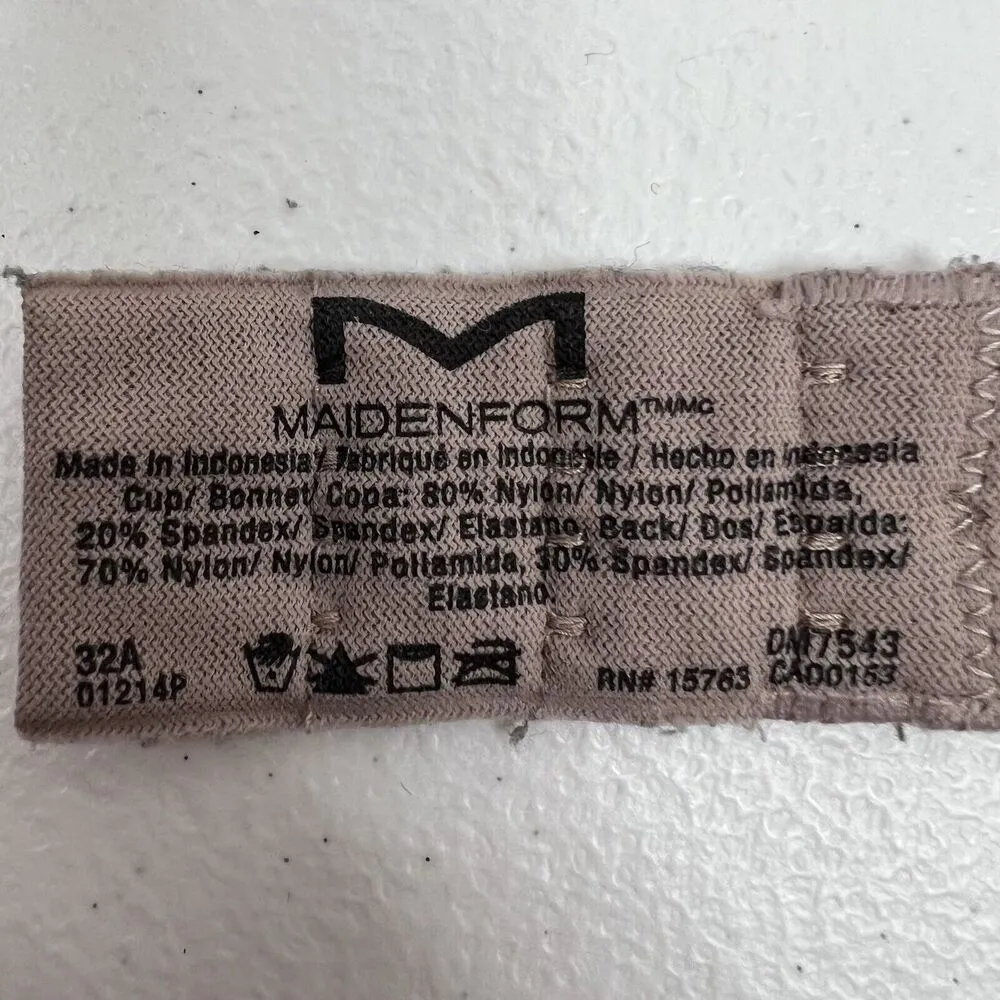 MAIDENFORM™/MC
Made in Indonesia/ Fabriqué en Indonésie / Hecho en Indonesia
Cup/ Bonnet/ Copa: 80% Nylon/ Nylon/ Poliamida,
20% Spandex/ Spandex/ Elastano, Back/ Dos/ Espalda:
70% Nylon/ Nylon/ Poliamida, 30% Spandex/ Spandex/
Elastano.
32A
01214P
RN# 15763
DM7543
CA00153